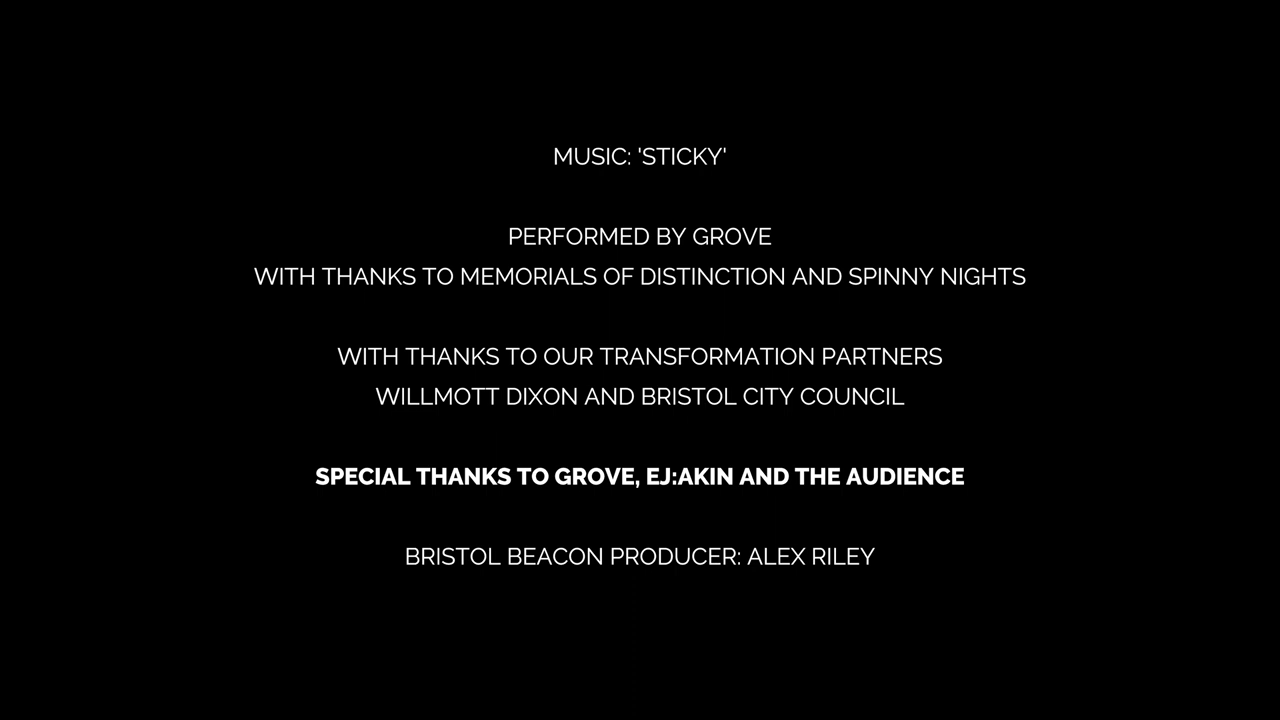 MUSIC: 'STICKY'
PERFORMED BY GROVE
WITH THANKS TO MEMORIALS OF DISTINCTION AND SPINNY NIGHTS
WITH THANKS TO OUR TRANSFORMATION PARTNERS
WILLMOTT DIXON AND BRISTOL CITY COUNCIL
SPECIAL THANKS TO GROVE, EJ:AKIN AND THE AUDIENCE
BRISTOL BEACON PRODUCER: ALEX RILEY